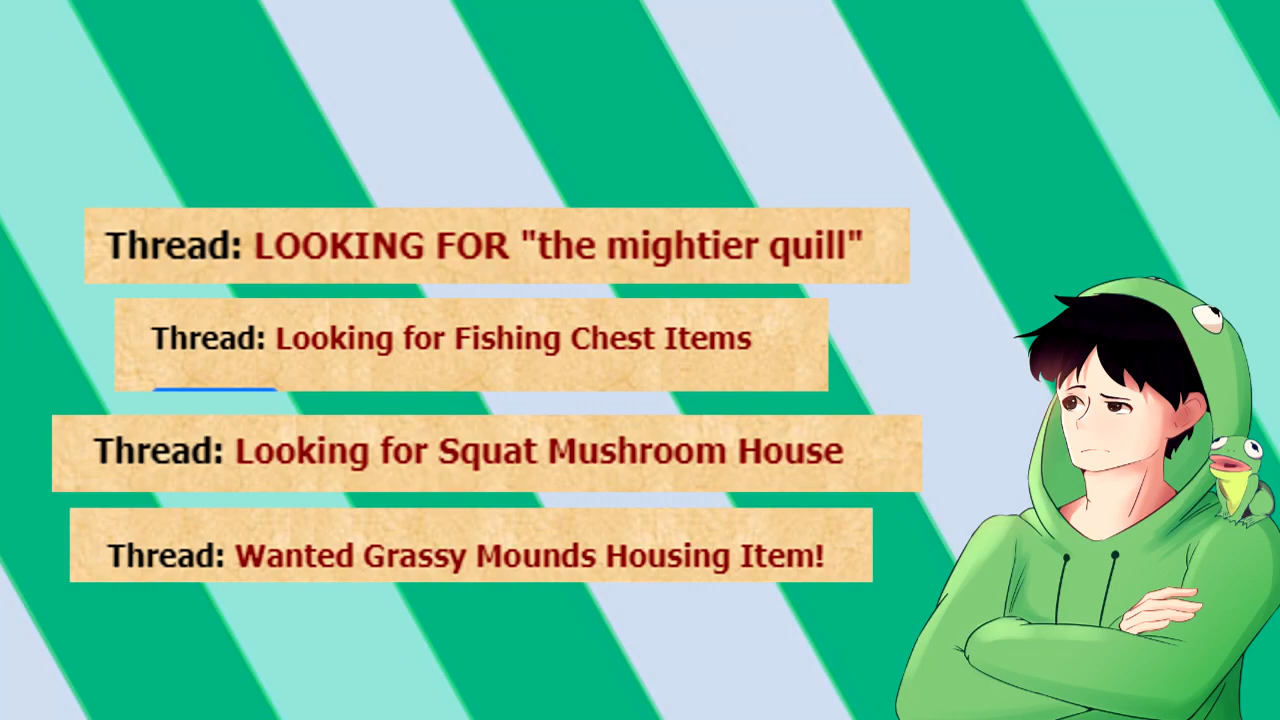 Thread: LOOKING FOR "the mightier quill"
Thread: Looking for Fishing Chest Items
Thread: Looking for Squat Mushroom House
Thread: Wanted Grassy Mounds Housing Item!